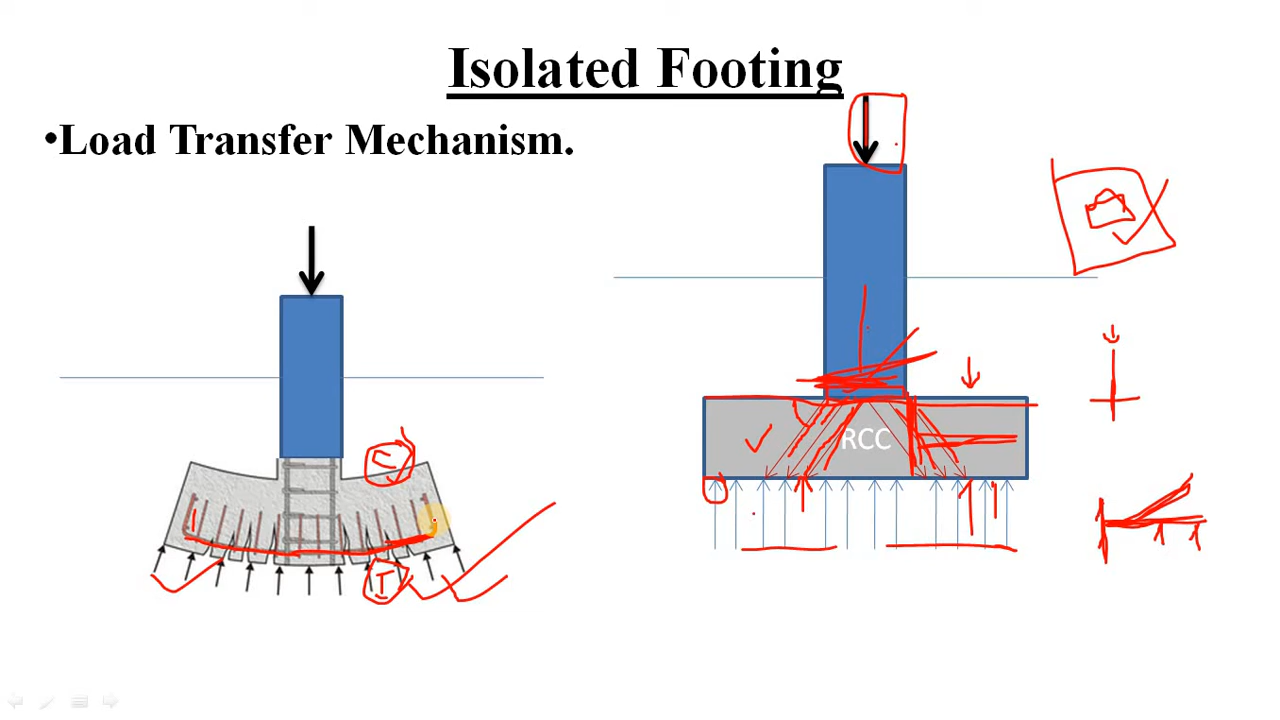 Isolated Footing
•Load Transfer Mechanism.
RCC
C
T